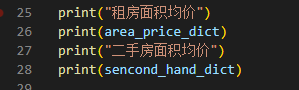 25 print("租房面积均价")
26 print(area_price_dict)
27 print("二手房面积均价")
28 print(sencond_hand_dict)